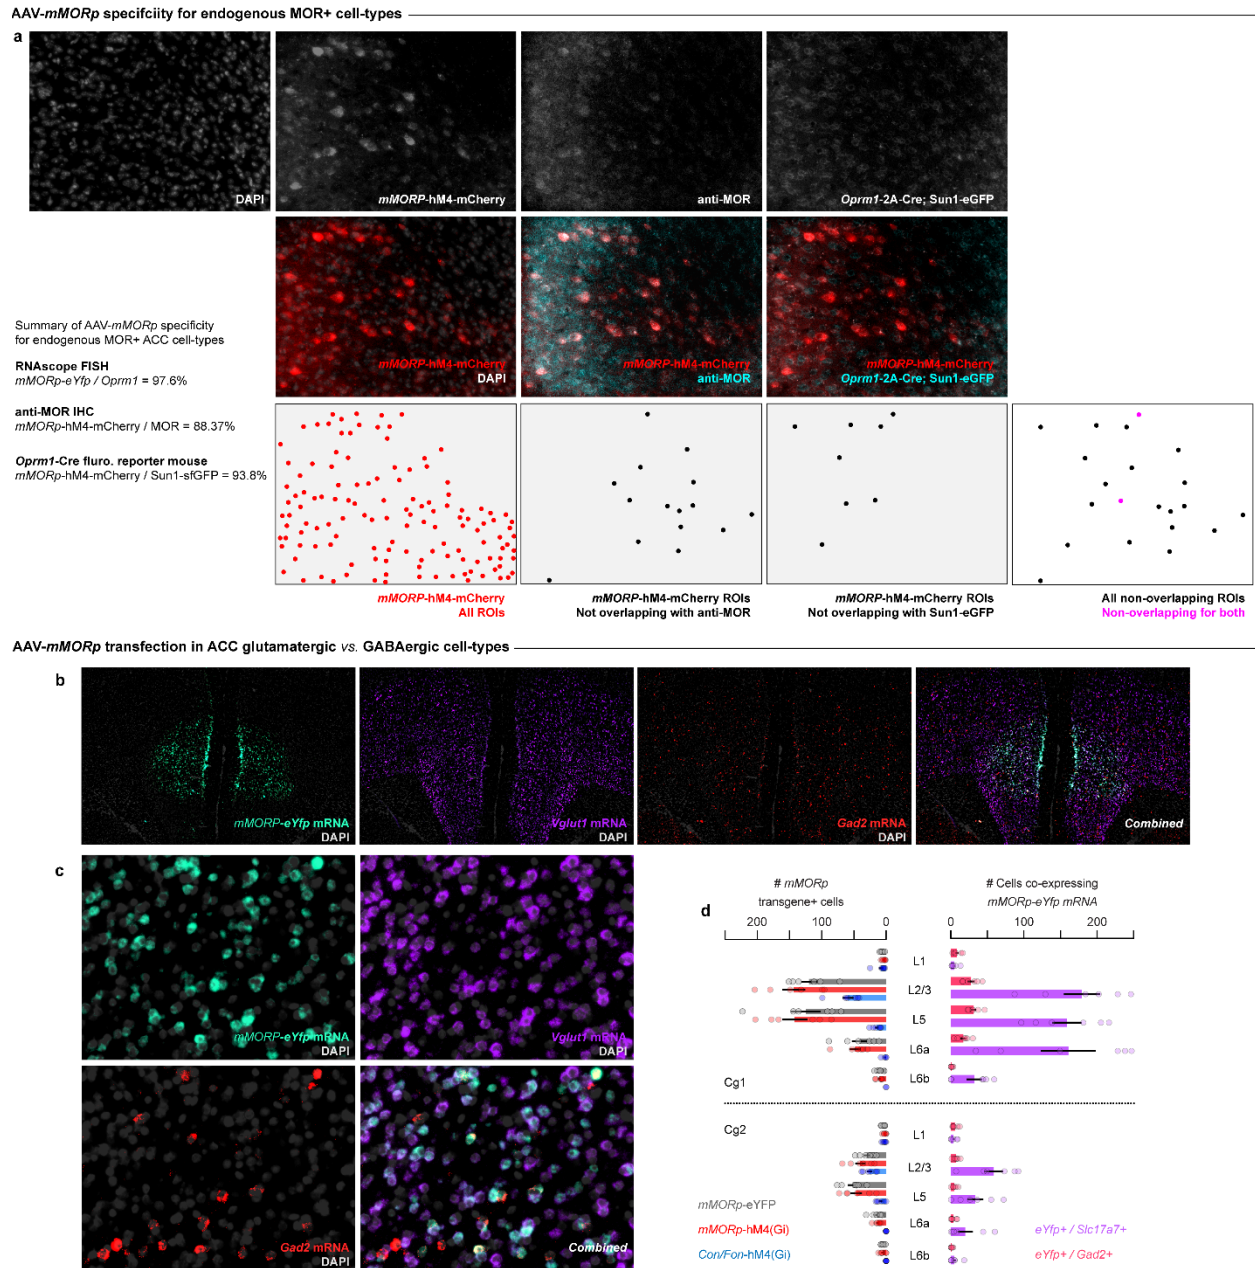 AAV-mMORp specifciity for endogenous MOR+ cell-types
a
DAPI
mMORP-hM4-mCherry
anti-MOR
Oprm1-2A-Cre; Sun1-eGFP
mMORP-hM4-mCherry
DAPI
mMORP-hM4-mCherry
anti-MOR
mMORP-hM4-mCherry
Oprm1-2A-Cre; Sun1-eGFP
Summary of AAV-mMORp specificity
for endogenous MOR+ ACC cell-types
RNAscope FISH
mMORp-eYfp / Oprm1 = 97.6%
anti-MOR IHC
mMORp-hM4-mCherry / MOR = 88.37%
Oprm1-Cre fluro. reporter mouse
mMORp-hM4-mCherry / Sun1-sfGFP = 93.8%
mMORP-hM4-mCherry
All ROIs
mMORP-hM4-mCherry ROIs
Not overlapping with anti-MOR
mMORP-hM4-mCherry ROIs
Not overlapping with Sun1-eGFP
All non-overlapping ROIs
Non-overlapping for both
AAV-mMORp transfection in ACC glutamatergic vs. GABAergic cell-types
b
mMORP-eYfp mRNA
DAPI
Vglut1 mRNA
DAPI
Gad2 mRNA
DAPI
Combined
c
mMORP-eYfp mRNA
DAPI
Vglut1 mRNA
DAPI
Gad2 mRNA
DAPI
Combined
d
# mMORp
transgene+ cells
# Cells co-expressing
mMORp-eYfp mRNA
200 100 0
0 100 200
L1
L2/3
L5
L6a
L6b
Cg1
Cg2
L1
L2/3
L5
L6a
L6b
mMORp-eYFP
mMORp-hM4(Gi)
Con/Fon-hM4(Gi)
eYfp+ / Slc17a7+
eYfp+ / Gad2+